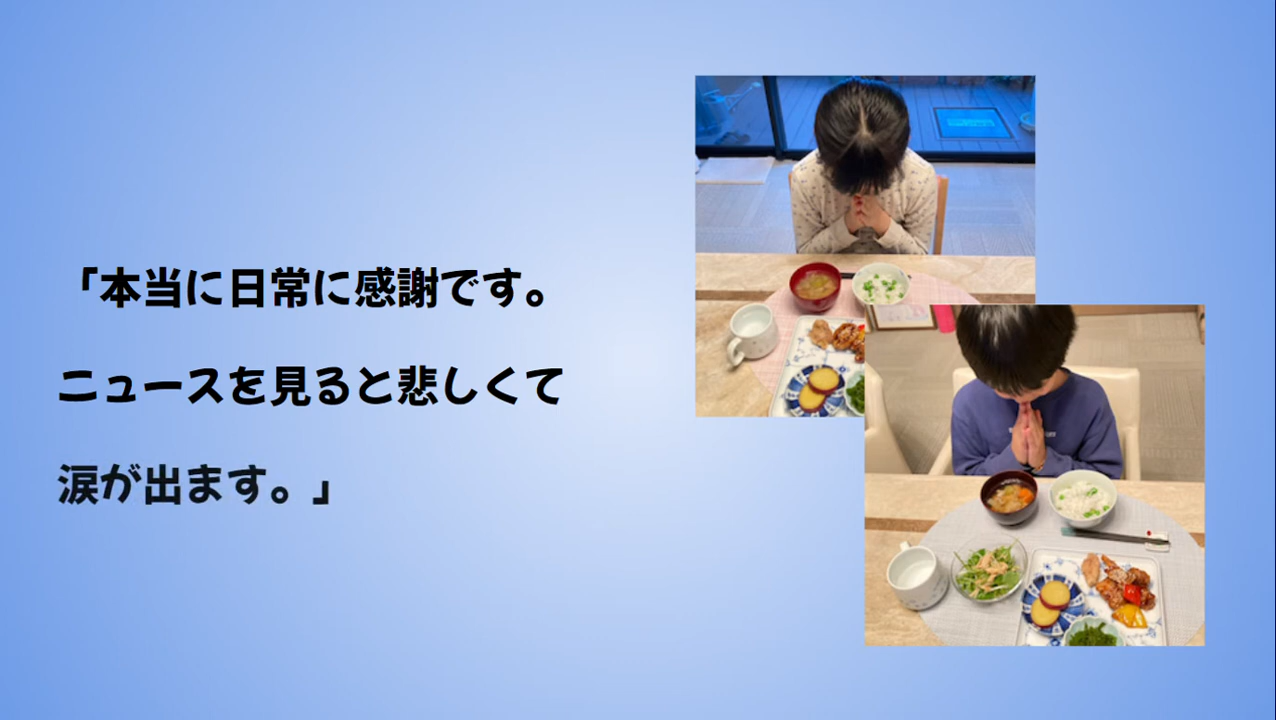 「本当に日常に感謝です。
ニュースを見ると悲しくて
涙が出ます。」